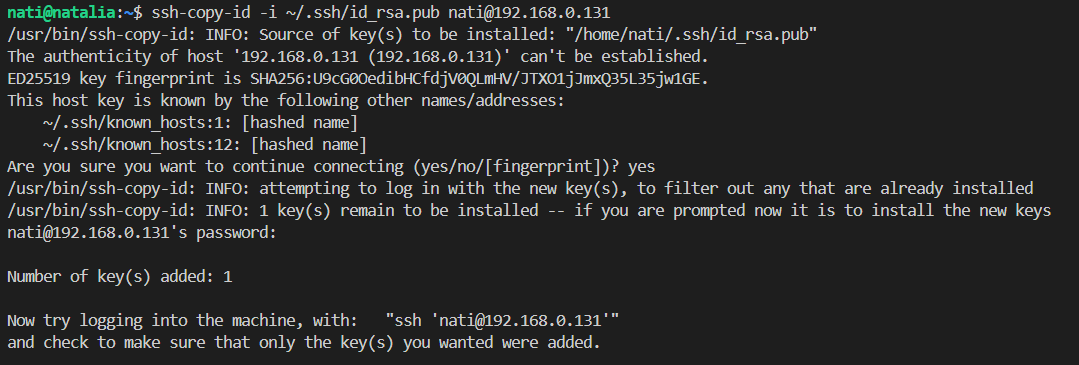 nati@natalia:~$ ssh-copy-id -i ~/.ssh/id_rsa.pub nati@192.168.0.131
/usr/bin/ssh-copy-id: INFO: Source of key(s) to be installed: "/home/nati/.ssh/id_rsa.pub"
The authenticity of host '192.168.0.131 (192.168.0.131)' can't be established.
ED25519 key fingerprint is SHA256:U9cG0OedibHCfdjV0QLmHV/JTXO1jJmxQ35L35jw1GE.
This host key is known by the following other names/addresses:
    ~/.ssh/known_hosts:1: [hashed name]
    ~/.ssh/known_hosts:12: [hashed name]
Are you sure you want to continue connecting (yes/no/[fingerprint])? yes
/usr/bin/ssh-copy-id: INFO: attempting to log in with the new key(s), to filter out any that are already installed
/usr/bin/ssh-copy-id: INFO: 1 key(s) remain to be installed -- if you are prompted now it is to install the new keys
nati@192.168.0.131's password:

Number of key(s) added: 1

Now try logging into the machine, with:   "ssh 'nati@192.168.0.131'"
and check to make sure that only the key(s) you wanted were added.